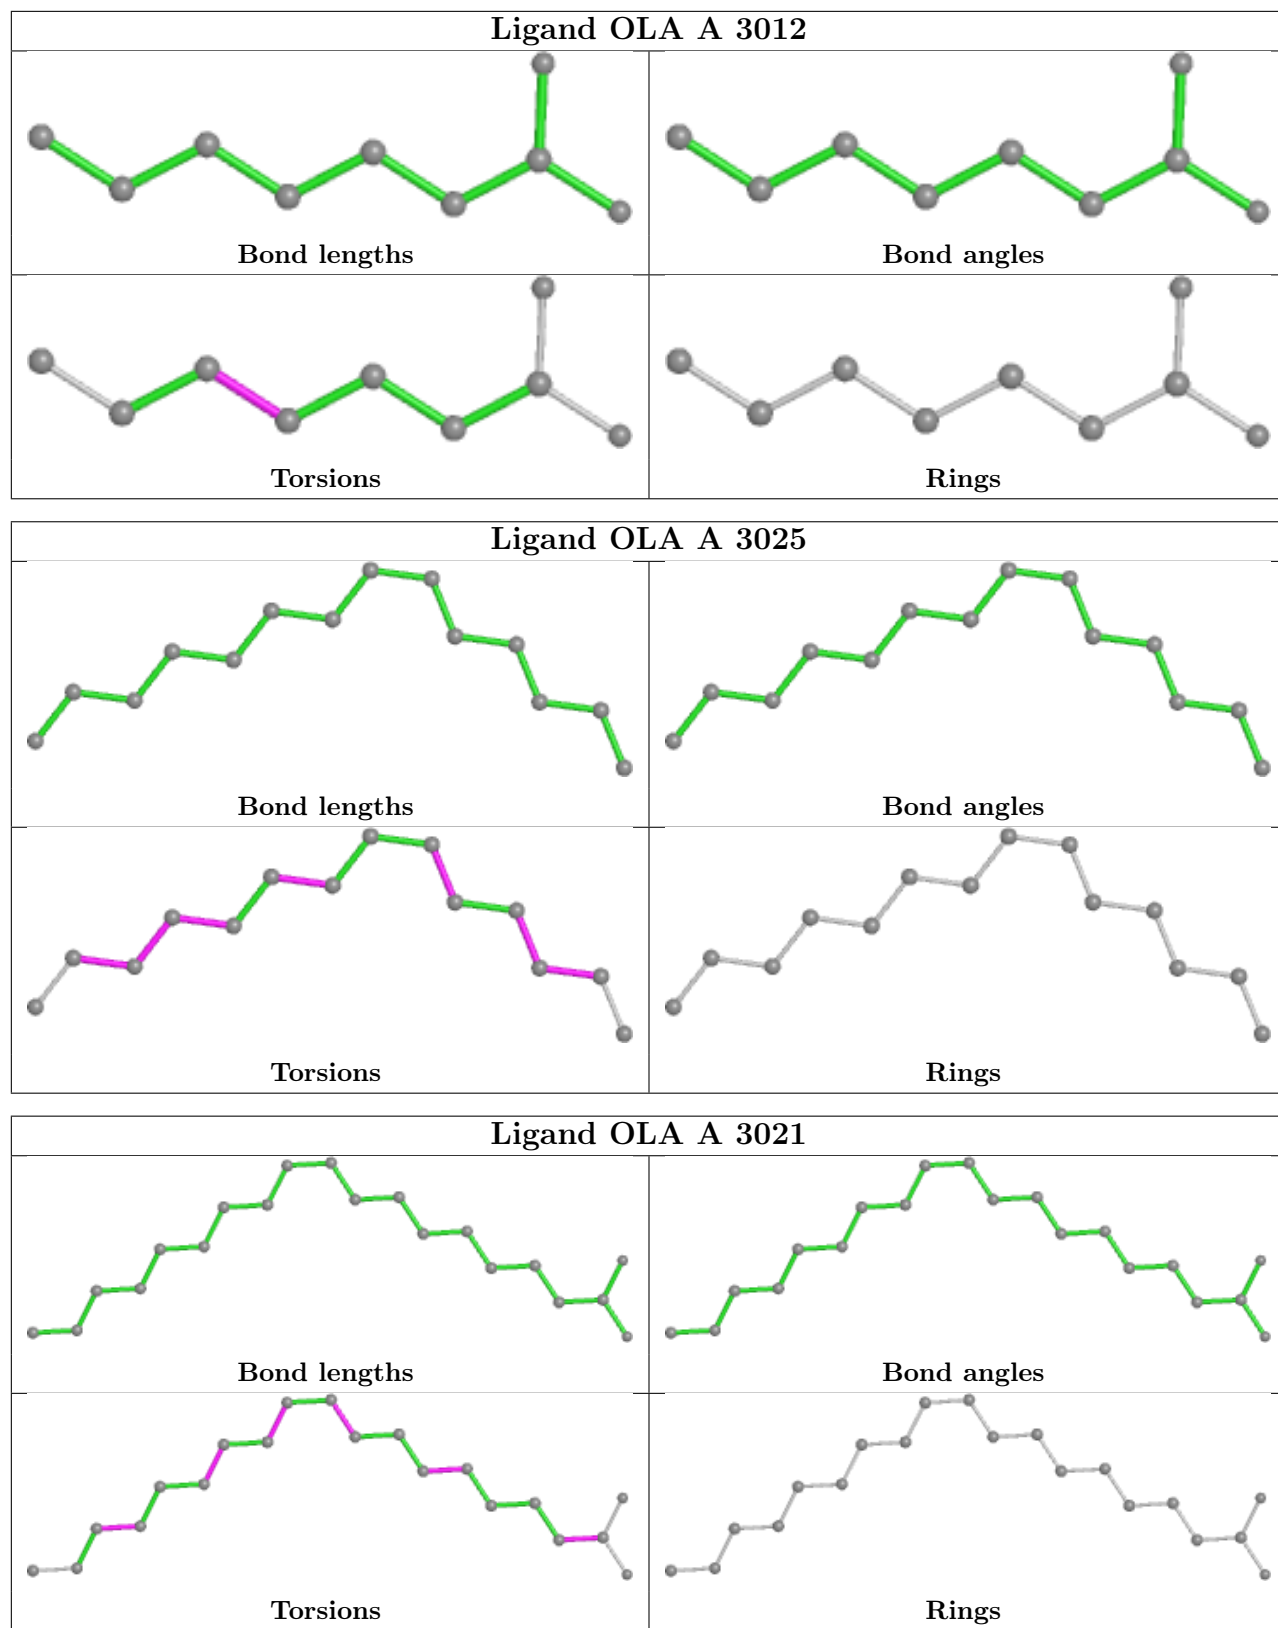 Ligand OLA A 3012
Bond lengths
Bond angles
Torsions
Rings
Ligand OLA A 3025
Bond lengths
Bond angles
Torsions
Rings
Ligand OLA A 3021
Bond lengths
Bond angles
Torsions
Rings